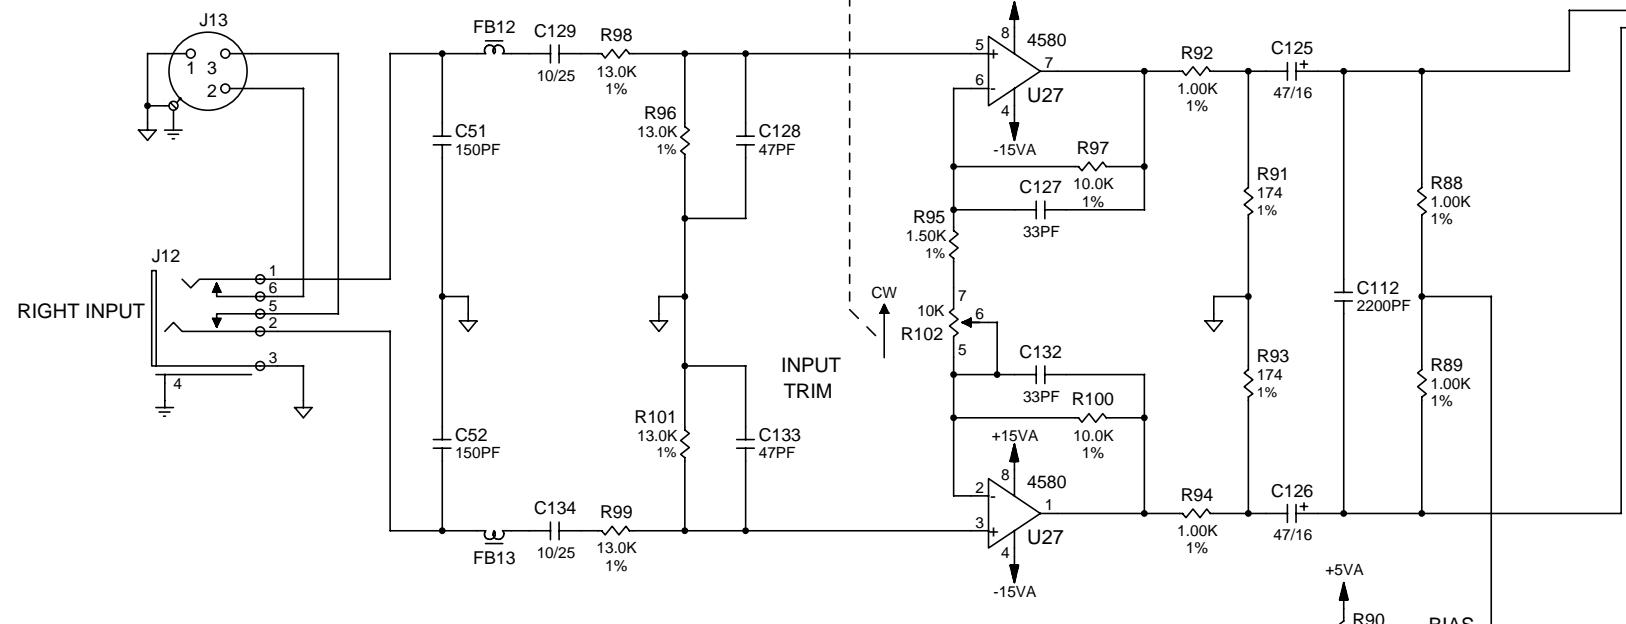 J13
1
3
2
J12
RIGHT INPUT
1
6
5
2
3
4
FB12
C129
10/25
R98
13.0K
1%
C51
150PF
R96
13.0K
1%
C128
47PF
C52
150PF
R101
13.0K
1%
C133
47PF
FB13
C134
10/25
R99
13.0K
1%
INPUT
TRIM
CW
5
+
6
-
8
4580
7
4
U27
-15VA
R97
10.0K
1%
C127
33PF
R95
1.50K
1%
7
10K
R102
6
5
C132
33PF
R100
10.0K
1%
+15VA
8
4580
2
-
3
+
1
4
U27
-15VA
R92
1.00K
1%
C125
+
47/16
R91
174
1%
R93
174
1%
R94
1.00K
1%
C126
+
47/16
C112
2200PF
R88
1.00K
1%
R89
1.00K
1%
+5VA
R90
BIAS